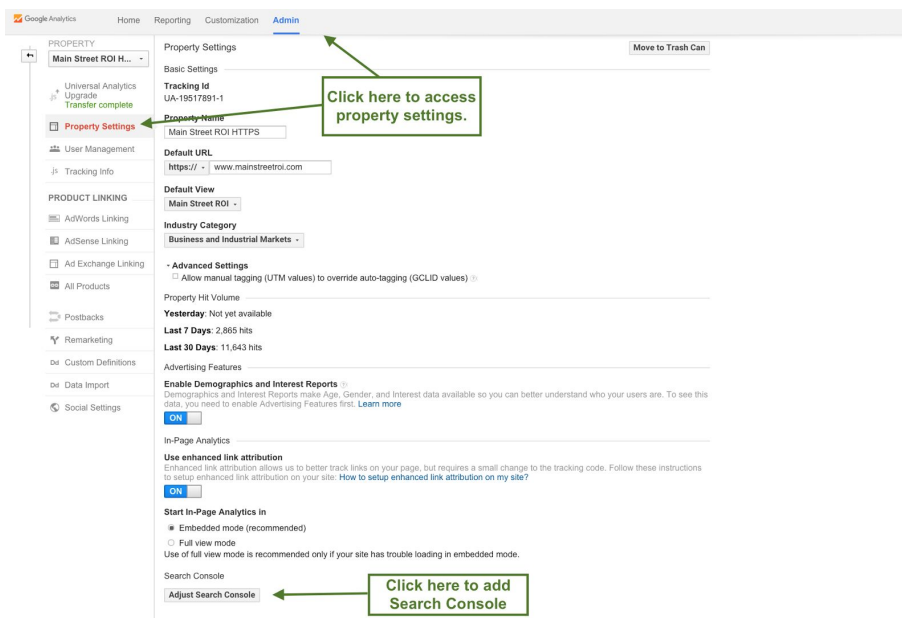 Google Analytics
Home Reporting Customization Admin
PROPERTY
Main Street ROI H...
Universal Analytics
Upgrade
Transfer complete
Property Settings
User Management
.js Tracking Info
PRODUCT LINKING
AdWords Linking
AdSense Linking
Ad Exchange Linking
All Products
Postbacks
Remarketing
Dd Custom Definitions
Dd Data Import
Social Settings
Property Settings
Move to Trash Can
Basic Settings
Tracking Id
UA-19517891-1
Property Name
Main Street ROI HTTPS
Default URL
https:// www.mainstreetroi.com
Default View
Main Street ROI
Industry Category
Business and Industrial Markets
Advanced Settings
Allow manual tagging (UTM values) to override auto-tagging (GCLID values) ?
Property Hit Volume
Yesterday: Not yet available
Last 7 Days: 2,865 hits
Last 30 Days: 11,643 hits
Advertising Features
Enable Demographics and Interest Reports ?
Demographics and Interest Reports make Age, Gender, and Interest data available so you can better understand who your users are. To see this
data, you need to enable Advertising Features first. Learn more
ON
In-Page Analytics
Use enhanced link attribution
Enhanced link attribution allows us to better track links on your page, but requires a small change to the tracking code. Follow these instructions
to setup enhanced link attribution on your site: How to setup enhanced link attribution on my site?
ON
Start In-Page Analytics in
Embedded mode (recommended)
Full view mode
Use of full view mode is recommended only if your site has trouble loading in embedded mode.
Search Console
Adjust Search Console
Click here to access
property settings.
Click here to add
Search Console